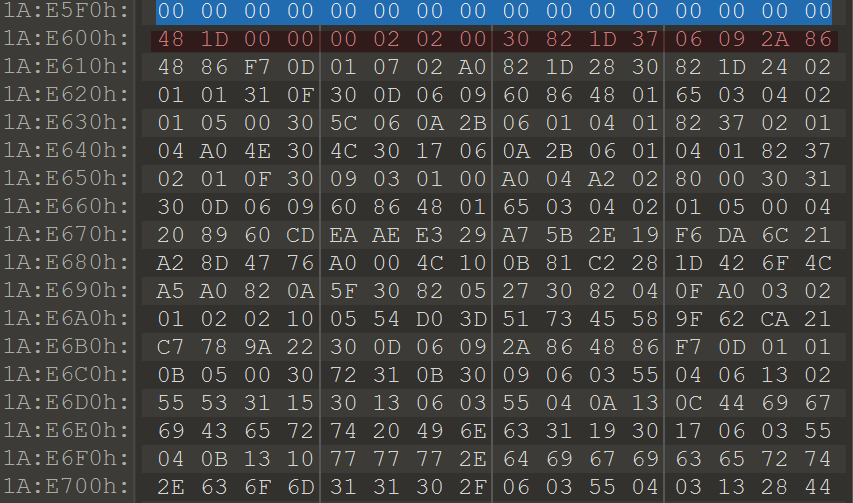 1A:E5F0h: 00 00 00 00 00 00 00 00 00 00 00 00 00 00 00 00
1A:E600h: 48 1D 00 00 00 02 02 00 30 82 1D 37 06 09 2A 86
1A:E610h: 48 86 F7 0D 01 07 02 A0 82 1D 28 30 82 1D 24 02
1A:E620h: 01 01 31 0F 30 0D 06 09 60 86 48 01 65 03 04 02
1A:E630h: 01 05 00 30 5C 06 0A 2B 06 01 04 01 82 37 02 01
1A:E640h: 04 A0 4E 30 4C 30 17 06 0A 2B 06 01 04 01 82 37
1A:E650h: 02 01 0F 30 09 03 01 00 A0 04 A2 02 80 00 30 31
1A:E660h: 30 0D 06 09 60 86 48 01 65 03 04 02 01 05 00 04
1A:E670h: 20 89 60 CD EA AE E3 29 A7 5B 2E 19 F6 DA 6C 21
1A:E680h: A2 8D 47 76 A0 00 4C 10 0B 81 C2 28 1D 42 6F 4C
1A:E690h: A5 A0 82 0A 5F 30 82 05 27 30 82 04 0F A0 03 02
1A:E6A0h: 01 02 02 10 05 54 D0 3D 51 73 45 58 9F 62 CA 21
1A:E6B0h: C7 78 9A 22 30 0D 06 09 2A 86 48 86 F7 0D 01 01
1A:E6C0h: 0B 05 00 30 72 31 0B 30 09 06 03 55 04 06 13 02
1A:E6D0h: 55 53 31 15 30 13 06 03 55 04 0A 13 0C 44 69 67
1A:E6E0h: 69 43 65 72 74 20 49 6E 63 31 19 30 17 06 03 55
1A:E6F0h: 04 0B 13 10 77 77 77 2E 64 69 67 69 63 65 72 74
1A:E700h: 2E 63 6F 6D 31 31 30 2F 06 03 55 04 03 13 28 44